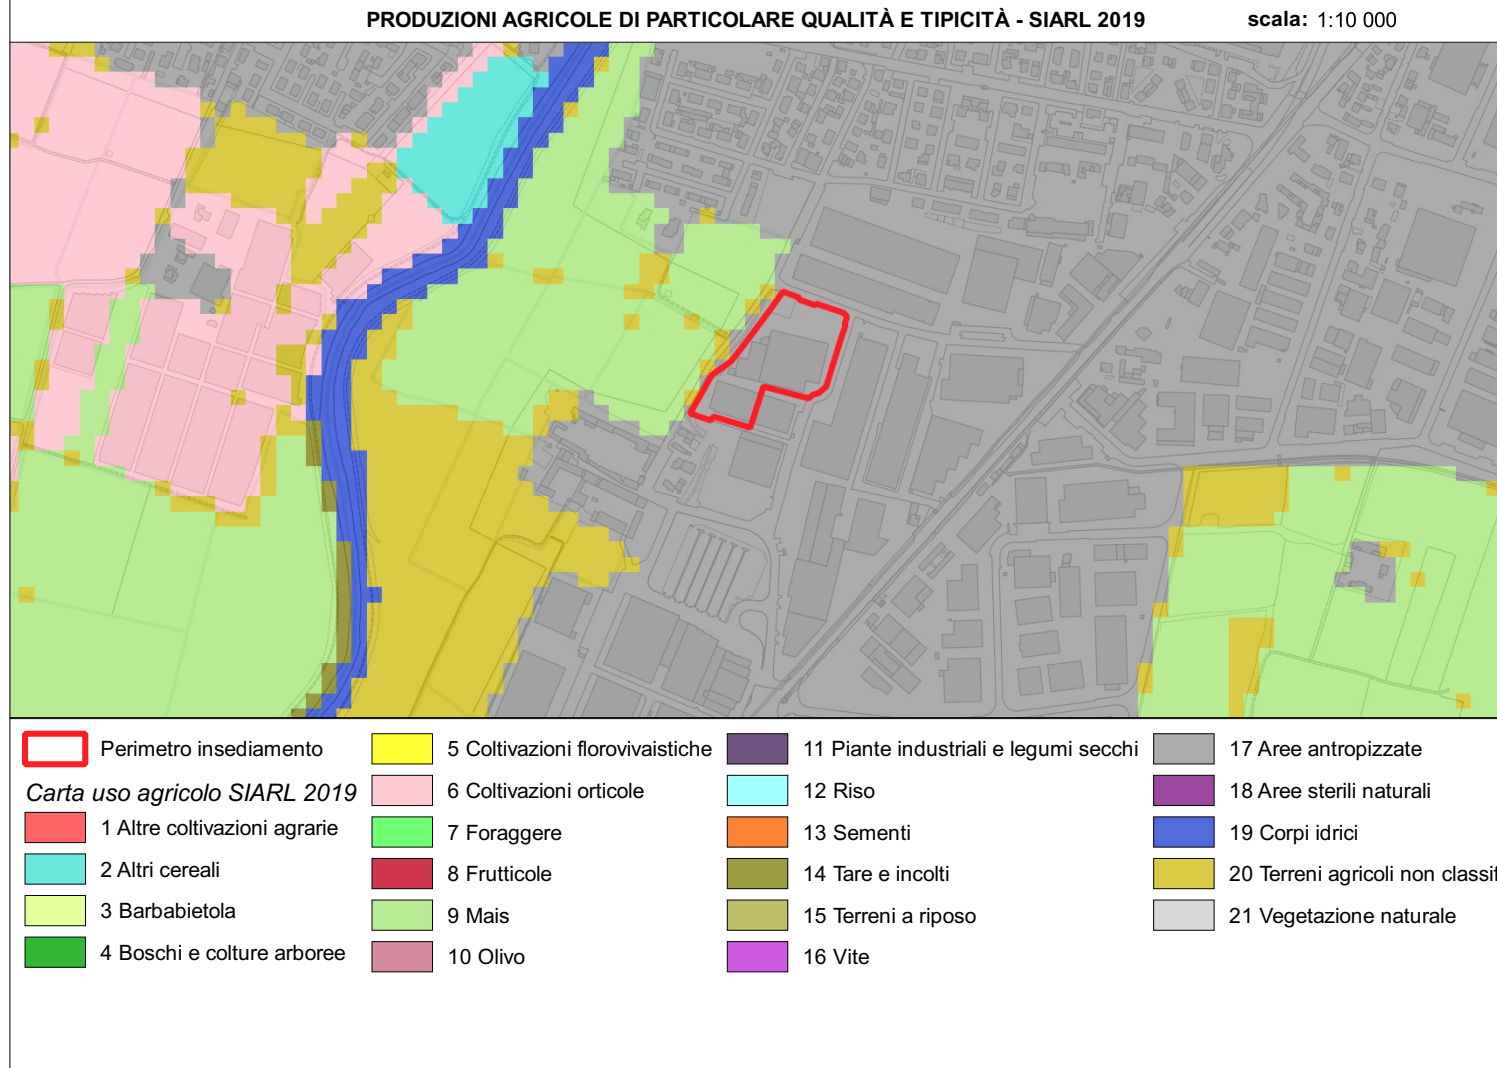 PRODUZIONI AGRICOLE DI PARTICOLARE QUALITÀ E TIPICITÀ - SIARL 2019 scala: 1:10 000
Perimetro insediamento
Carta uso agricolo SIARL 2019
1 Altre coltivazioni agrarie
2 Altri cereali
3 Barbabietola
4 Boschi e colture arboree
5 Coltivazioni florovivaistiche
6 Coltivazioni orticole
7 Foraggere
8 Frutticole
9 Mais
10 Olivo
11 Piante industriali e legumi secchi
12 Riso
13 Sementi
14 Tare e incolti
15 Terreni a riposo
16 Vite
17 Aree antropizzate
18 Aree sterili naturali
19 Corpi idrici
20 Terreni agricoli non classif
21 Vegetazione naturale